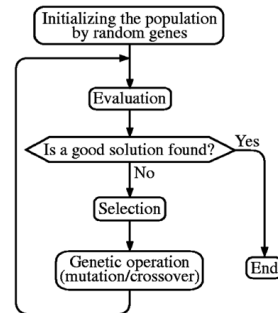 Initializing the population
by random genes
Evaluation
Is a good solution found?
Yes
No
Selection
Genetic operation
(mutation/crossover)
End